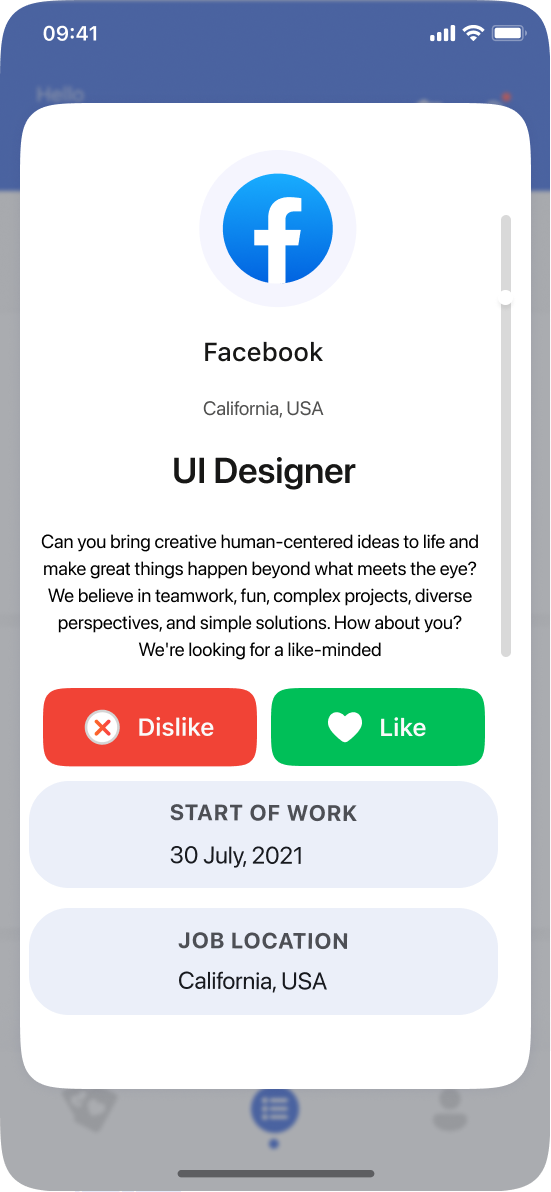 09:41
Hello
Facebook
California, USA
UI Designer
Can you bring creative human-centered ideas to life and
make great things happen beyond what meets the eye?
We believe in teamwork, fun, complex projects, diverse
perspectives, and simple solutions. How about you?
We're looking for a like-minded
Dislike
Like
START OF WORK
30 July, 2021
JOB LOCATION
California, USA